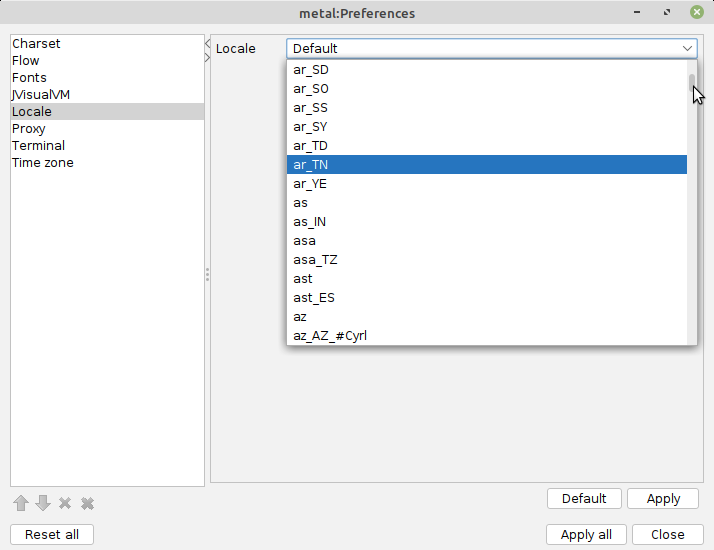 metal:Preferences
Charset
Flow
Fonts
JVisualVM
Locale
Proxy
Terminal
Time zone
Locale
Default
ar_SD
ar_SO
ar_SS
ar_SY
ar_TD
ar_TN
ar_YE
as
as_IN
asa
asa_TZ
ast
ast_ES
az
az_AZ_#Cyrl
Default
Apply
Reset all
Apply all
Close